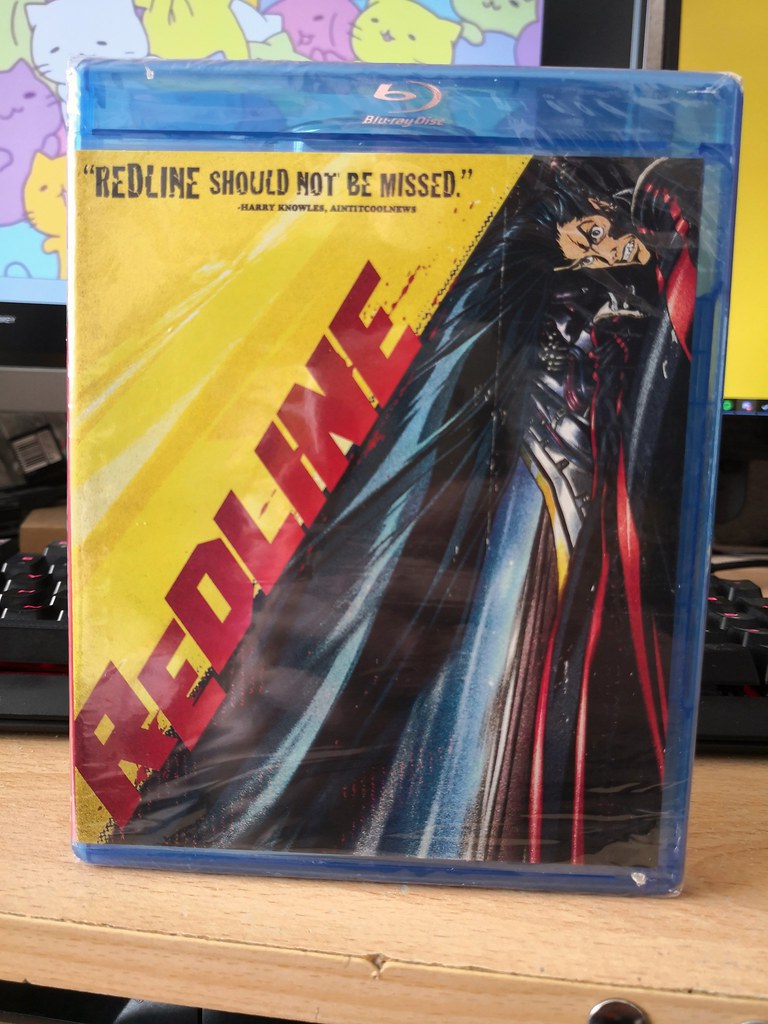 Blu-ray Disc
"REDLINE SHOULD NOT BE MISSED."
-HARRY KNOWLES, AINTITCOOLNEWS
REDLINE